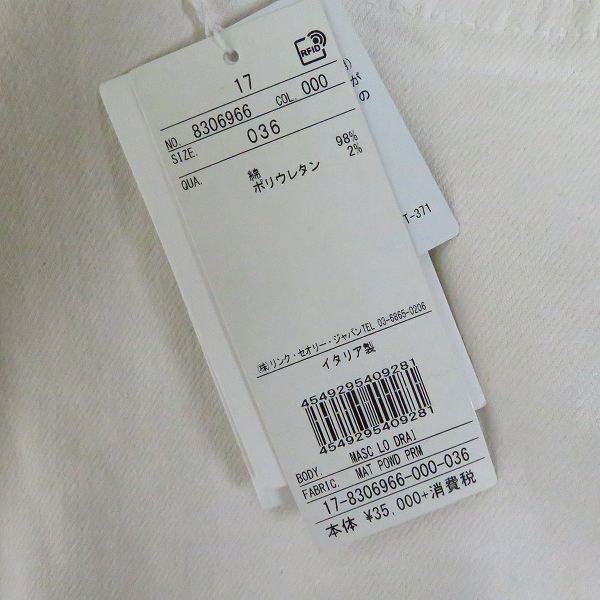 RFID
17
NO. 8306966 COL. 000
SIZE. 036
QUA. 綿 98%
ポリウレタン 2%
が
の
T-371
(株)リンク・セオリー・ジャパンTEL 03-6865-0206
イタリア製
4549295409281
4549295409281
BODY. MASC LO DRAI
FABRIC. MAT POND PRM
17-8306966-000-036
本体 ¥35,000+消費税